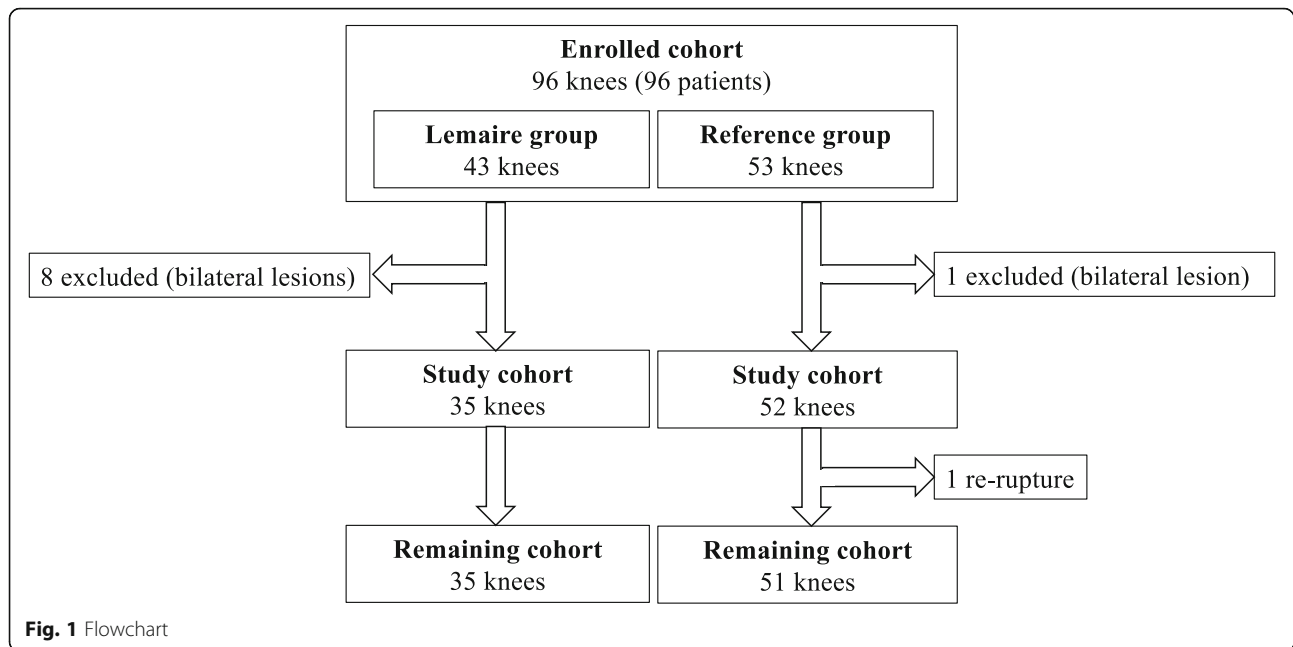 Enrolled cohort
96 knees (96 patients)
Lemaire group
43 knees
Reference group
53 knees
8 excluded (bilateral lesions)
1 excluded (bilateral lesion)
Study cohort
35 knees
Study cohort
52 knees
1 re-rupture
Remaining cohort
35 knees
Remaining cohort
51 knees
Fig. 1 Flowchart